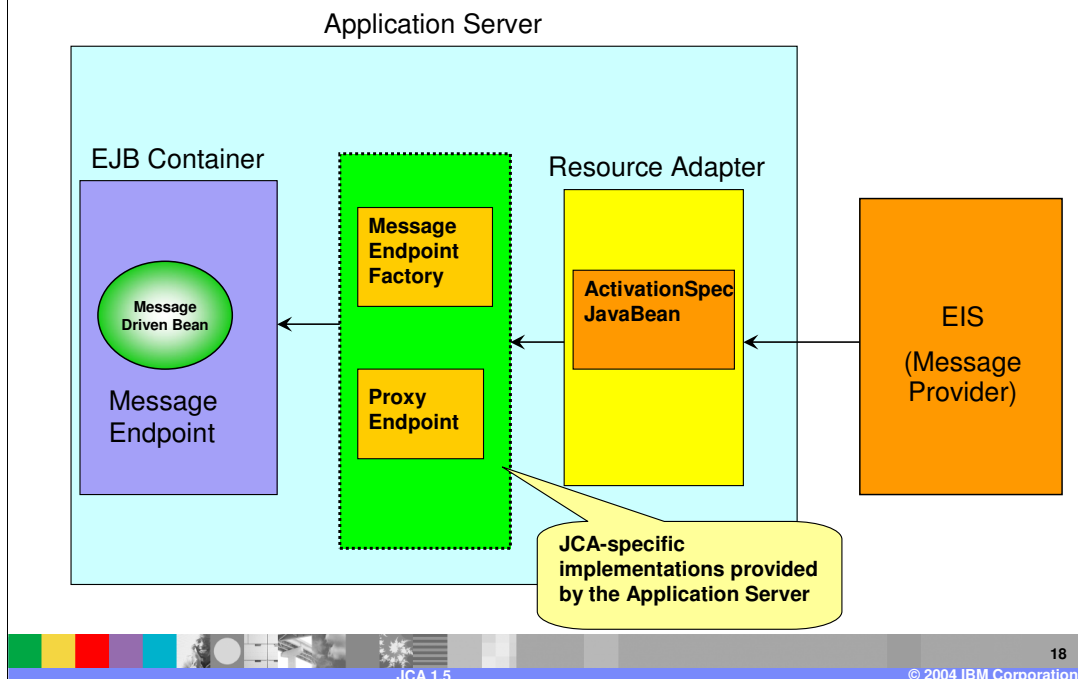 Application Server
EJB Container
Message
Driven Bean
Message
Endpoint
Message
Endpoint
Factory
Proxy
Endpoint
Resource Adapter
ActivationSpec
JavaBean
EIS
(Message
Provider)
JCA-specific
implementations provided
by the Application Server
18
JCA 1.5
© 2004 IBM Corporation